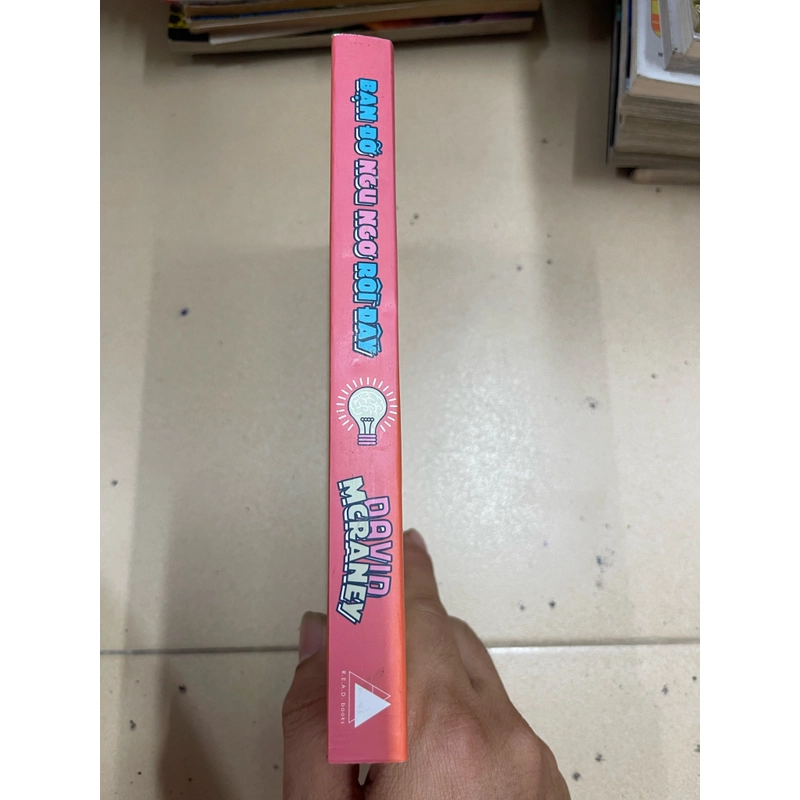 BẠN ĐỠ NGU NGƠ RỒI ĐẤY
DAVID
MCRANEY
R.E.A.D. books